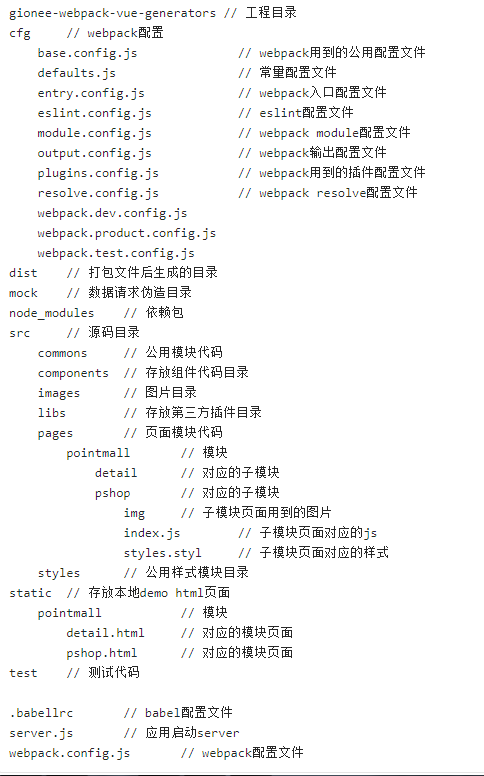 gionee-webpack-vue-generators // 工程目录
cfg     // webpack配置
    base.config.js              // webpack用到的公用配置文件
    defaults.js                 // 常量配置文件
    entry.config.js             // webpack入口配置文件
    eslint.config.js            // eslint配置文件
    module.config.js            // webpack module配置文件
    output.config.js            // webpack输出配置文件
    plugins.config.js           // webpack用到的插件配置文件
    resolve.config.js           // webpack resolve配置文件
    webpack.dev.config.js
    webpack.product.config.js
    webpack.test.config.js
dist    // 打包文件后生成的目录
mock    // 数据请求伪造目录
node_modules    // 依赖包
src     // 源码目录
    commons     // 公用模块代码
    components  // 存放组件代码目录
    images      // 图片目录
    libs        // 存放第三方插件目录
    pages       // 页面模块代码
        pointmall       // 模块
            detail      // 对应的子模块
            pshop       // 对应的子模块
                img     // 子模块页面用到的图片
                index.js        // 子模块页面对应的js
                styles.styl     // 子模块页面对应的样式
    styles      // 公用样式模块目录
static  // 存放本地demo html页面
    pointmall           // 模块
        detail.html     // 对应的模块页面
        pshop.html      // 对应的模块页面
test    // 测试代码
.babellrc       // babel配置文件
server.js       // 应用启动server
webpack.config.js       // webpack配置文件